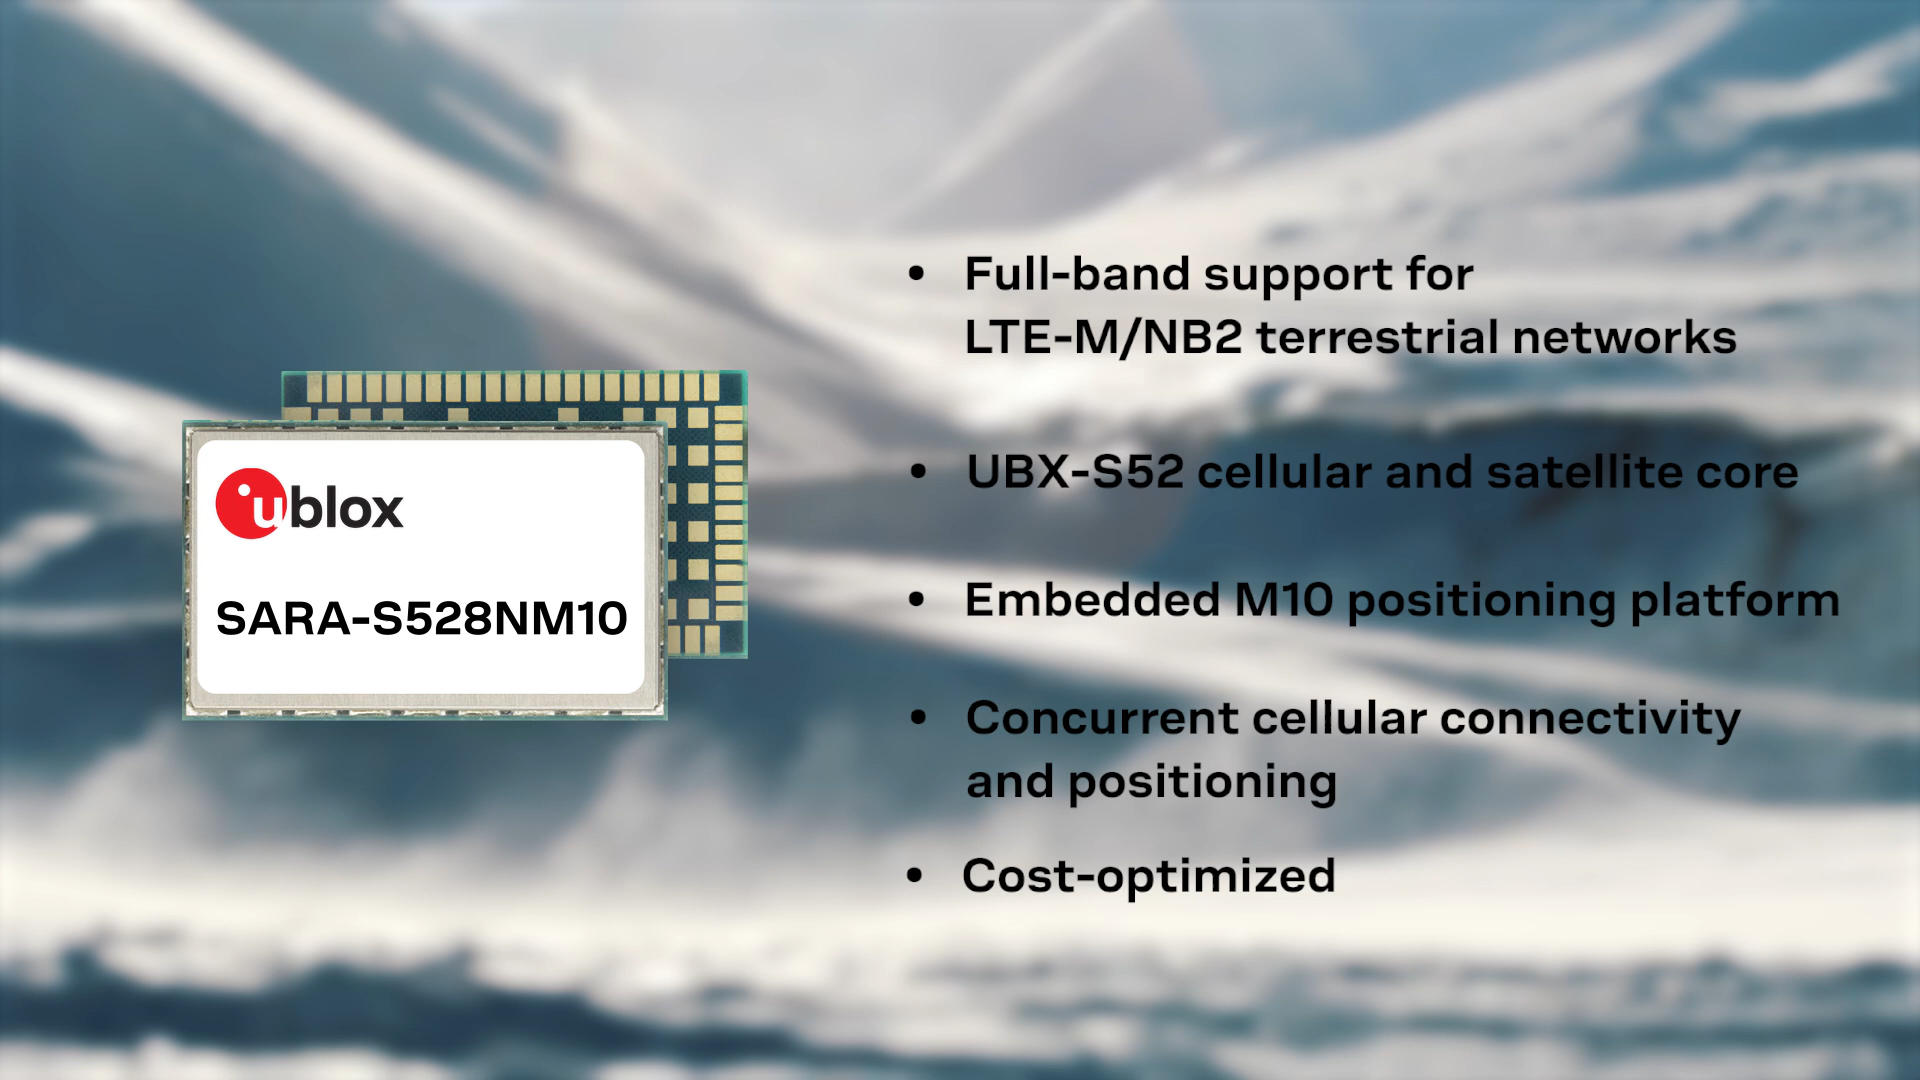 ublox
SARA-S528NM10
• Full-band support for
LTE-M/NB2 terrestrial networks
• UBX-S52 cellular and satellite core
• Embedded M10 positioning platform
• Concurrent cellular connectivity
and positioning
• Cost-optimized